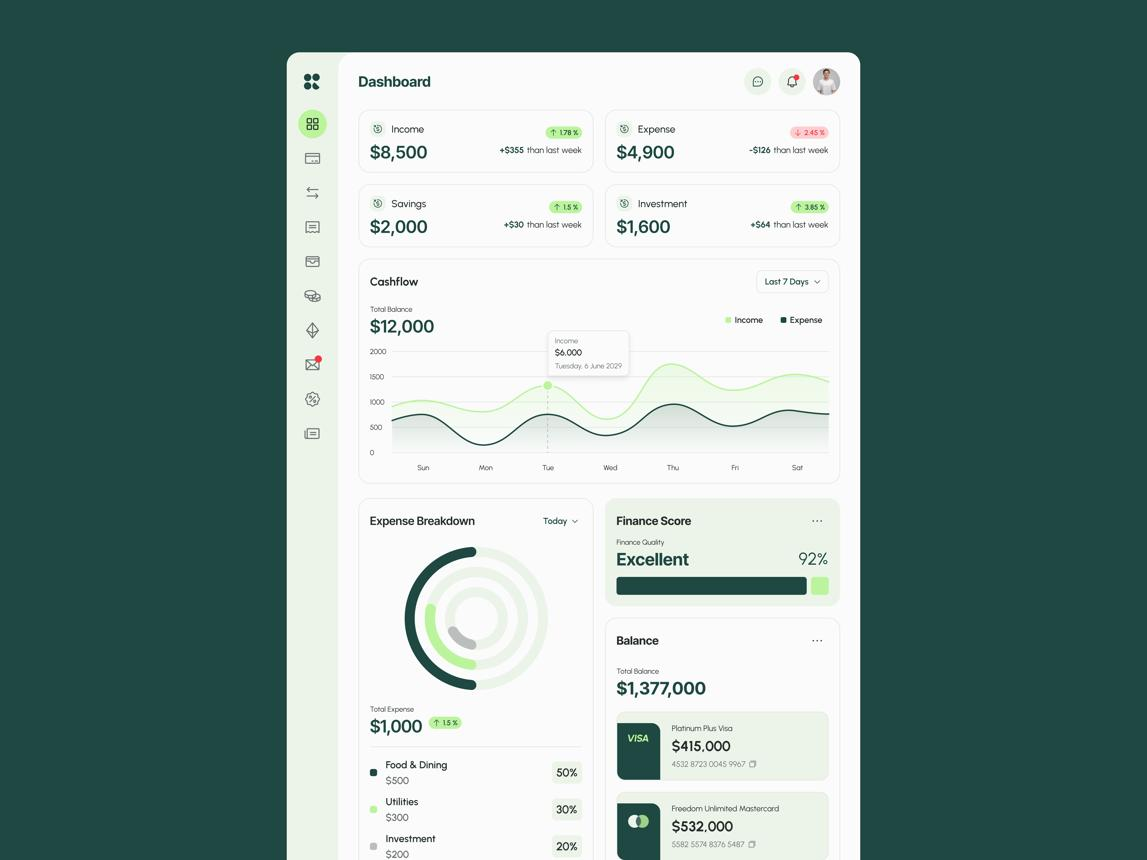 Dashboard
Income
1.78 %
$8,500
+$355 than last week
Expense
2.45 %
$4,900
-$126 than last week
Savings
1.5 %
$2,000
+$30 than last week
Investment
3.85 %
$1,600
+$64 than last week
Cashflow
Last 7 Days
Total Balance
$12,000
Income
Expense
Income
$6.000
Tuesday, 6 June 2029
2000
1500
1000
500
0
Sun
Mon
Tue
Wed
Thu
Fri
Sat
Expense Breakdown
Today
Total Expense
$1,000
1.5 %
Food & Dining
$500
50%
Utilities
$300
30%
Investment
$200
20%
Finance Score
Finance Quality
Excellent
92%
Balance
Total Balance
$1,377,000
VISA
Platinum Plus Visa
$415,000
4532 8723 0045 9967
Freedom Unlimited Mastercard
$532,000
5582 5574 8376 5487